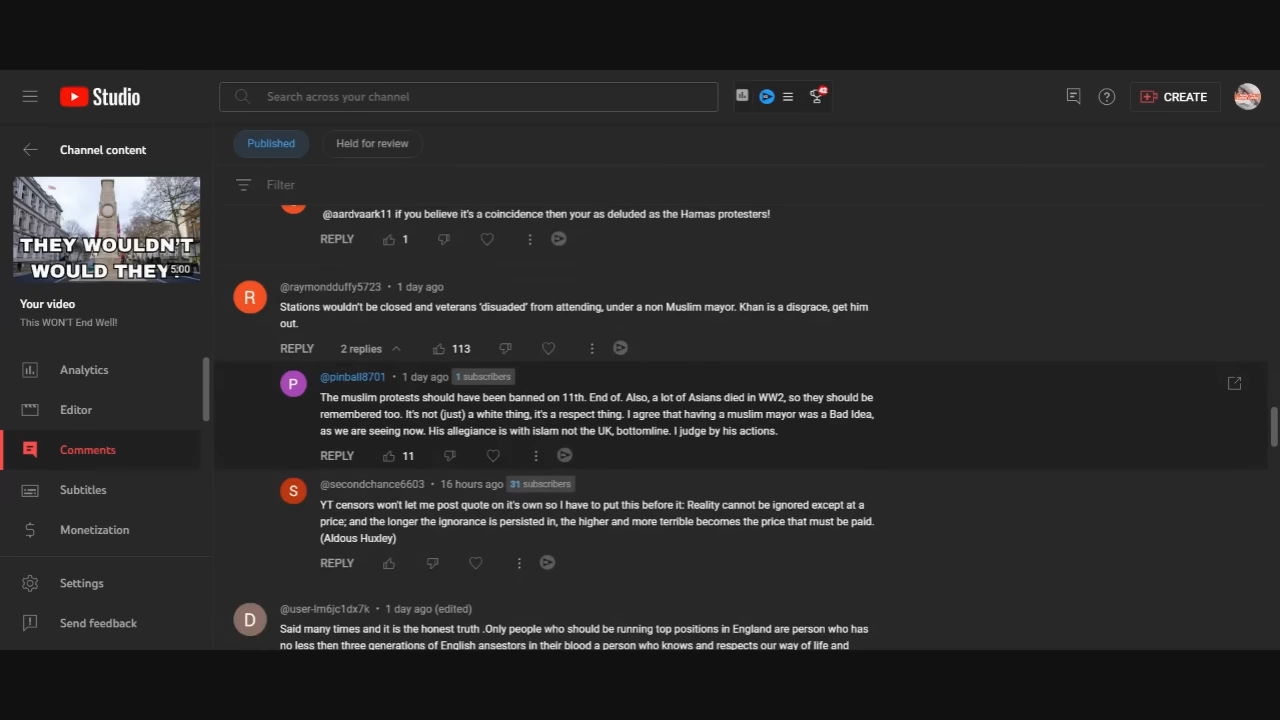 Studio
Search across your channel
42
CREATE
Channel content
Published
Held for review
Filter
THEY WOULDN'T
WOULD THEY?
5:00
Your video
This WON'T End Well!
Analytics
Editor
Comments
Subtitles
Monetization
Settings
Send feedback
@aardvaark11 if you believe it's a coincidence then your as deluded as the Hamas protesters!
REPLY 1
R
@raymondduffy5723 • 1 day ago
Stations wouldn't be closed and veterans 'disuaded' from attending, under a non Muslim mayor. Khan is a disgrace, get him
out.
REPLY 2 replies 113
P
@pinball8701 • 1 day ago 1 subscribers
The muslim protests should have been banned on 11th. End of. Also, a lot of Asians died in WW2, so they should be
remembered too. It's not (just) a white thing, it's a respect thing. I agree that having a muslim mayor was a Bad Idea,
as we are seeing now. His allegiance is with islam not the UK, bottomline. I judge by his actions.
REPLY 11
S
@secondchance6603 • 16 hours ago 31 subscribers
YT censors won't let me post quote on it's own so I have to put this before it: Reality cannot be ignored except at a
price; and the longer the ignorance is persisted in, the higher and more terrible becomes the price that must be paid.
(Aldous Huxley)
REPLY
D
@user-lm6jc1dx7k • 1 day ago (edited)
Said many times and it is the honest truth .Only people who should be running top positions in England are person who has
no less then three generations of English ansestors in their blood a person who knows and respects our way of life and